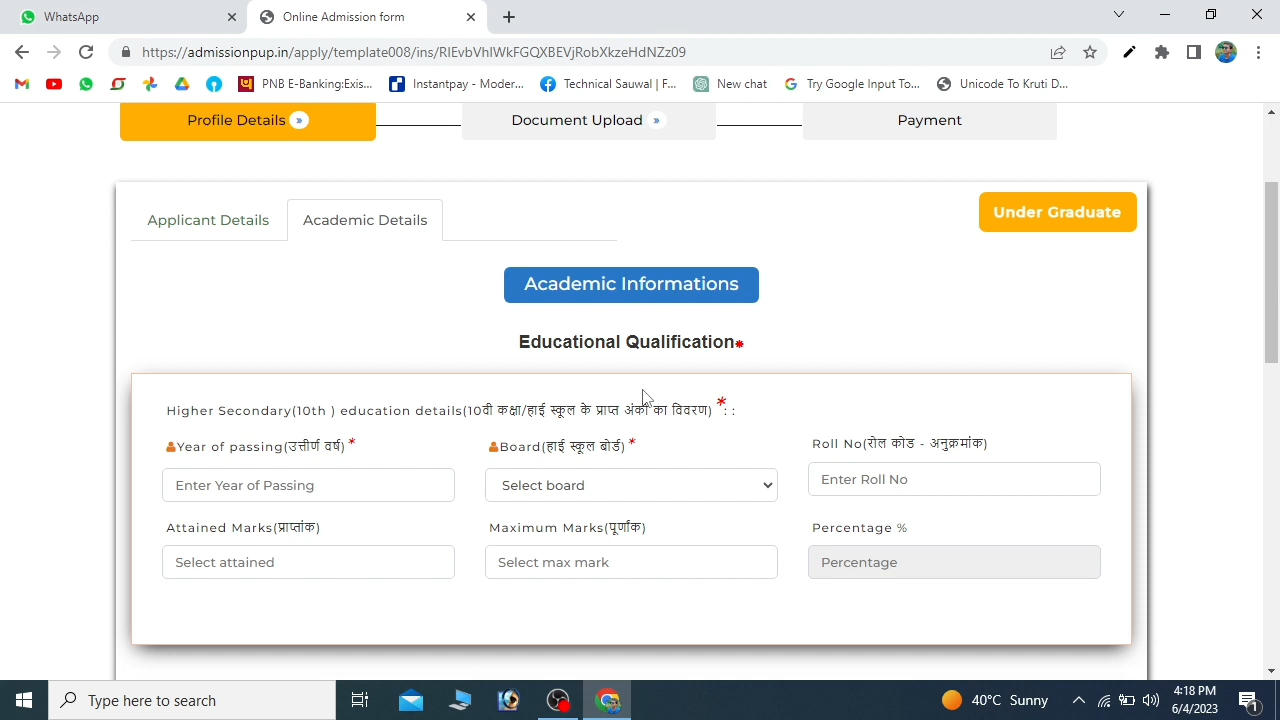 WhatsApp
Online Admission form
https://admissionpup.in/apply/template008/ins/RIEvbVhIWkFGQXBEVjRobXkzeHdNZz09
PNB E-Banking:Exis...
Instantpay - Moder...
Technical Sauwal | F...
New chat
Try Google Input To...
Unicode To Kruti D...
Profile Details »
Document Upload »
Payment
Applicant Details
Academic Details
Under Graduate
Academic Informations
Educational Qualification*
Higher Secondary(10th ) education details(10वी कक्षा/हाई स्कूल के प्राप्त अंकों का विवरण) *: :
Year of passing(उत्तीर्ण वर्ष)*
Board(हाई स्कूल बोर्ड)*
Roll No(रोल कोड - अनुक्रमांक)
Enter Year of Passing
Select board
Enter Roll No
Attained Marks(प्राप्तांक)
Maximum Marks(पूर्णांक)
Percentage %
Select attained
Select max mark
Percentage
Type here to search
40°C Sunny
4:18 PM
6/4/2023
1